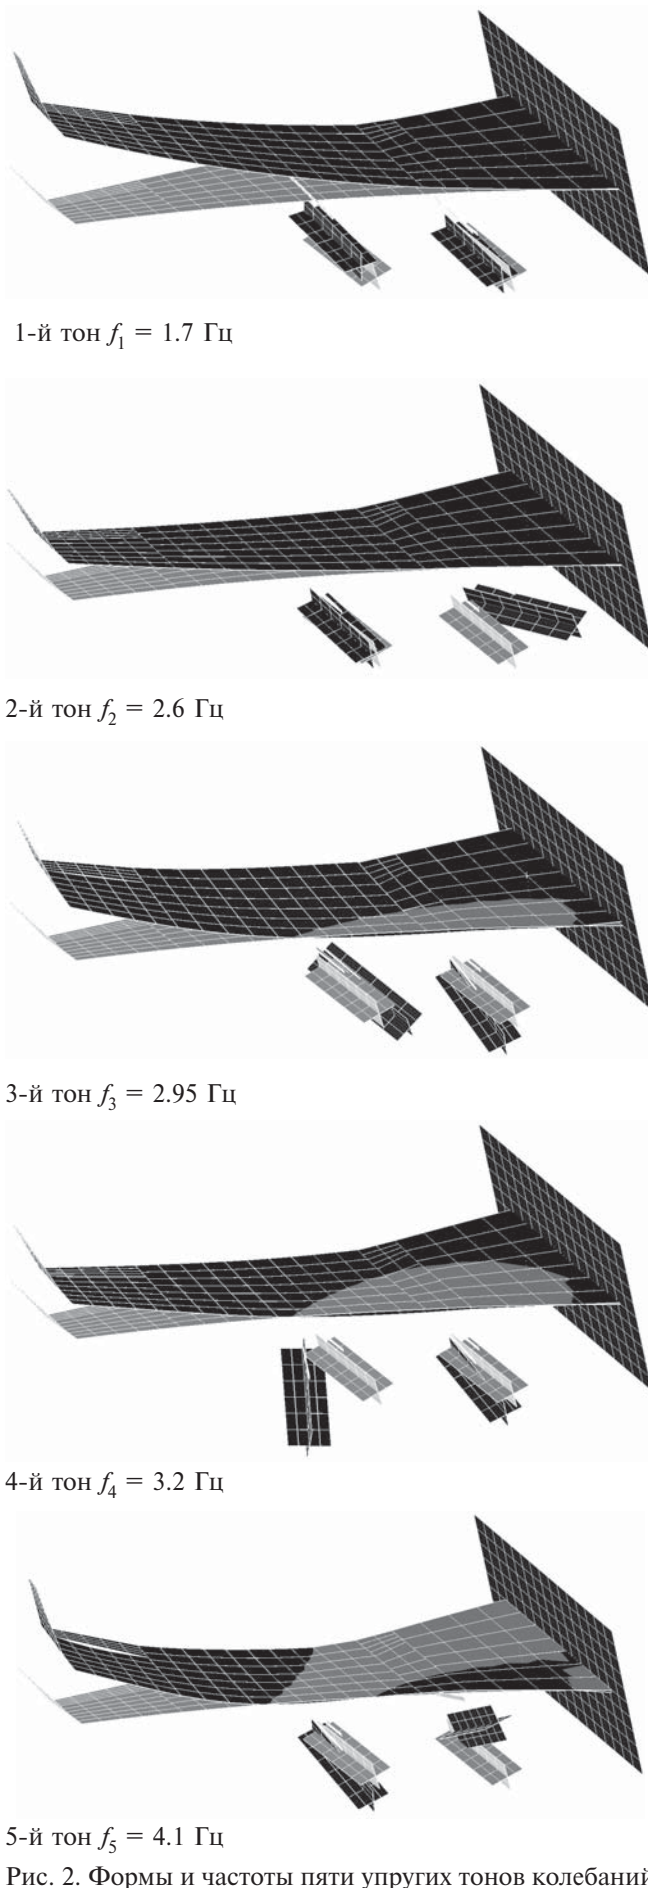 1-й тон f₁ = 1.7 Гц
2-й тон f₂ = 2.6 Гц
3-й тон f₃ = 2.95 Гц
4-й тон f₄ = 3.2 Гц
5-й тон f₅ = 4.1 Гц
Рис. 2. Формы и частоты пяти упругих тонов колебаний